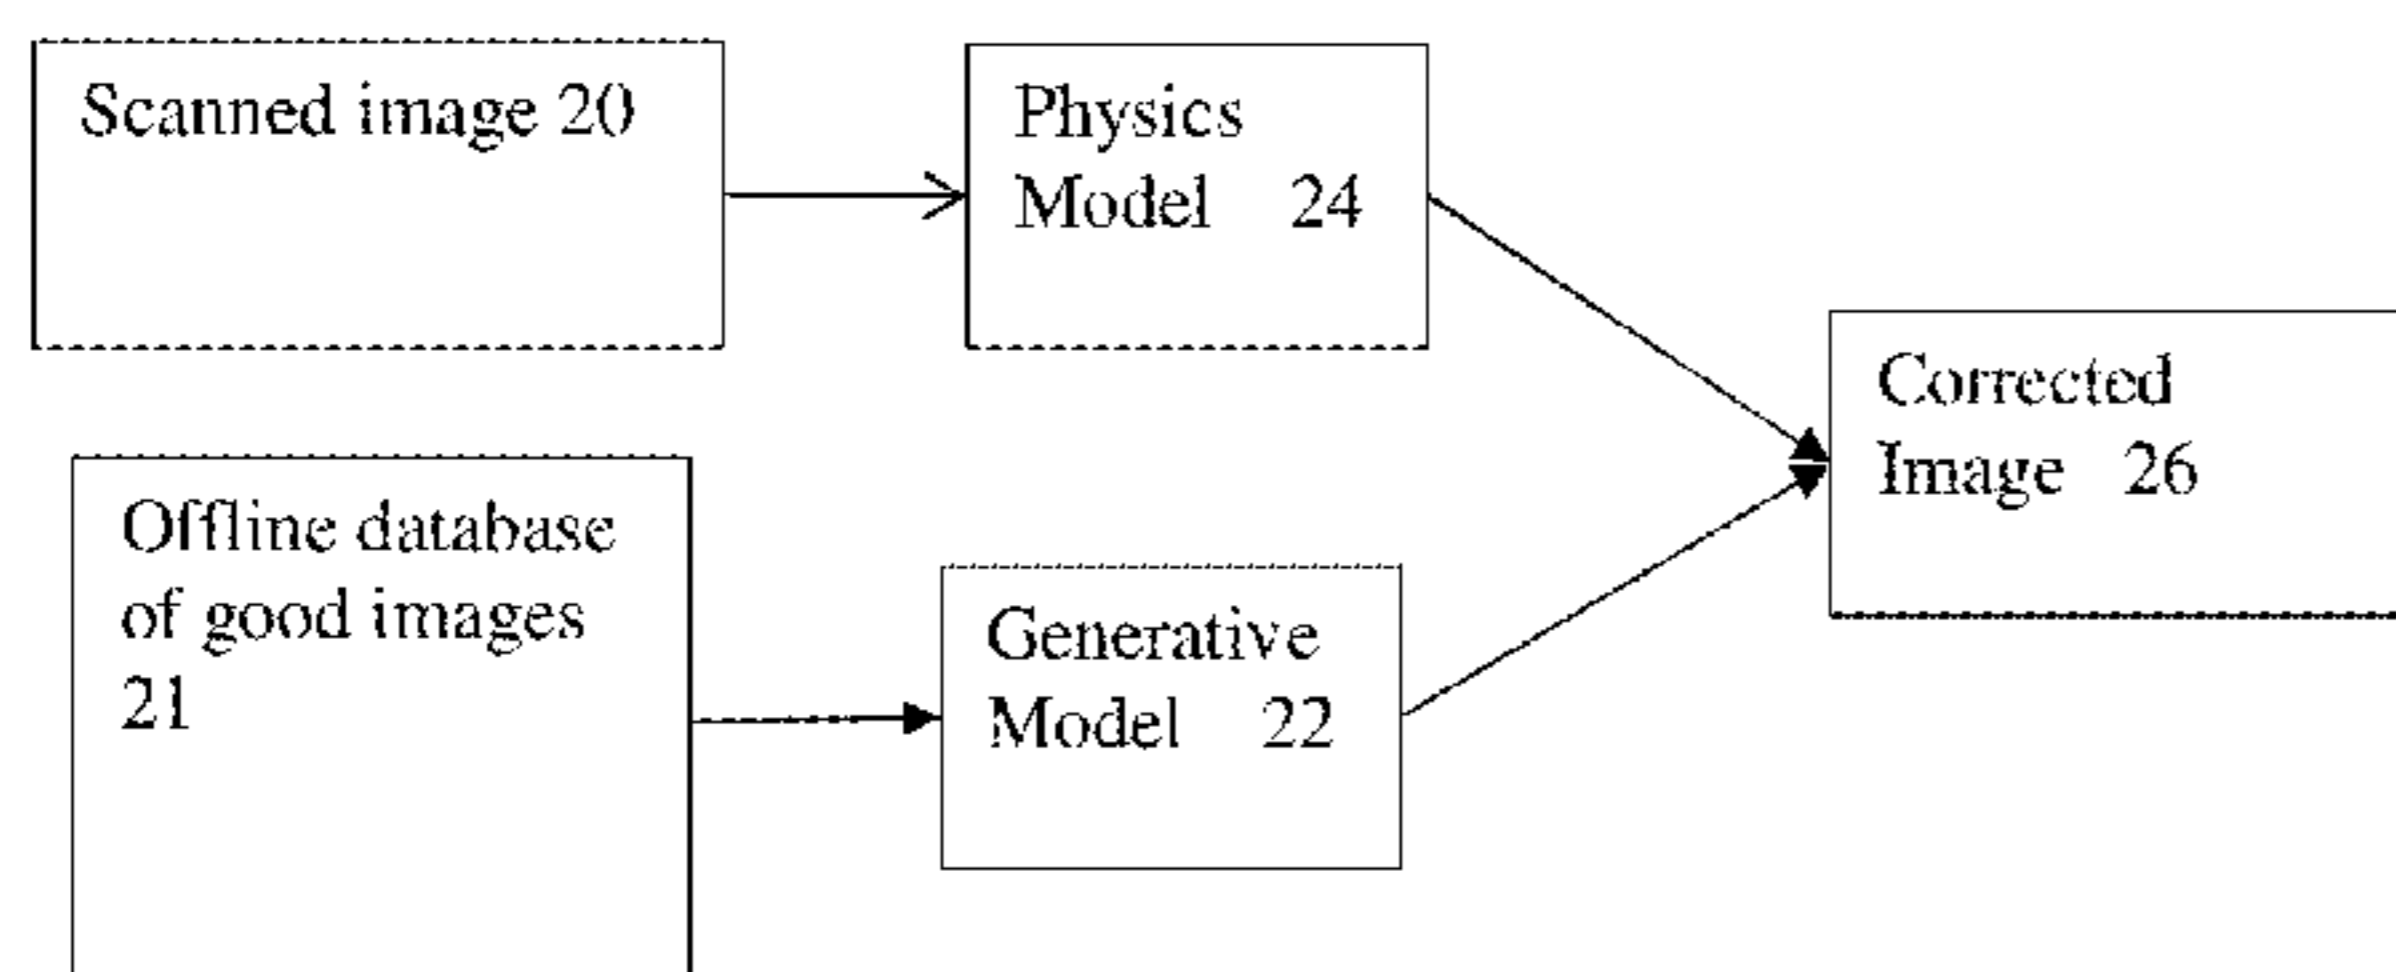 Scanned image 20
Physics
Model 24
Corrected
Image 26
Offline database
of good images
21
Generative
Model 22